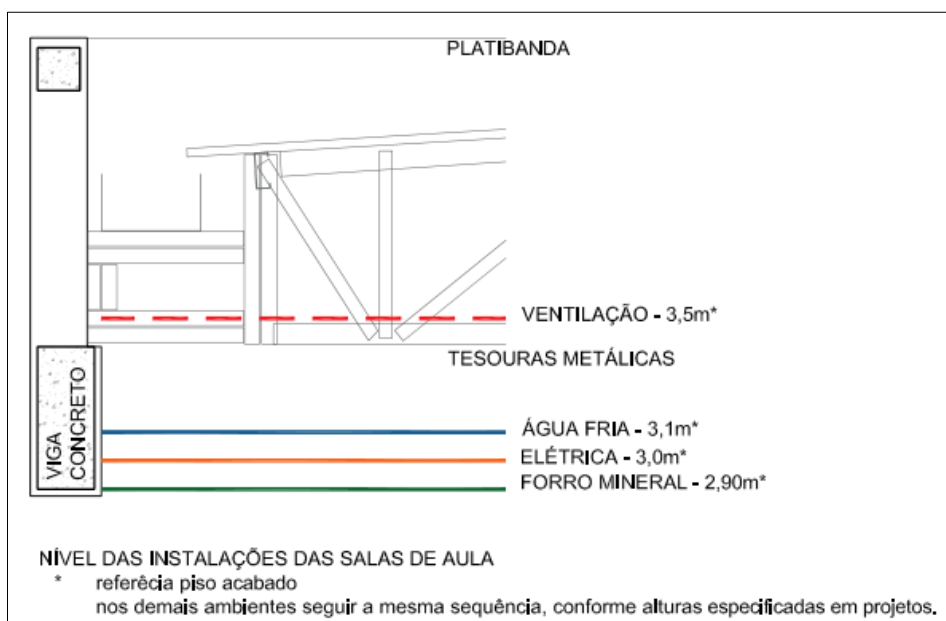 PLATIBANDA
VENTILAÇÃO - 3,5m*
TESOURAS METÁLICAS
VIGA
CONCRETO
ÁGUA FRIA - 3,1m*
ELÉTRICA - 3,0m*
FORRO MINERAL - 2,90m*
NÍVEL DAS INSTALAÇÕES DAS SALAS DE AULA
* referêcia piso acabado
nos demais ambientes seguir a mesma sequência, conforme alturas especificadas em projetos.